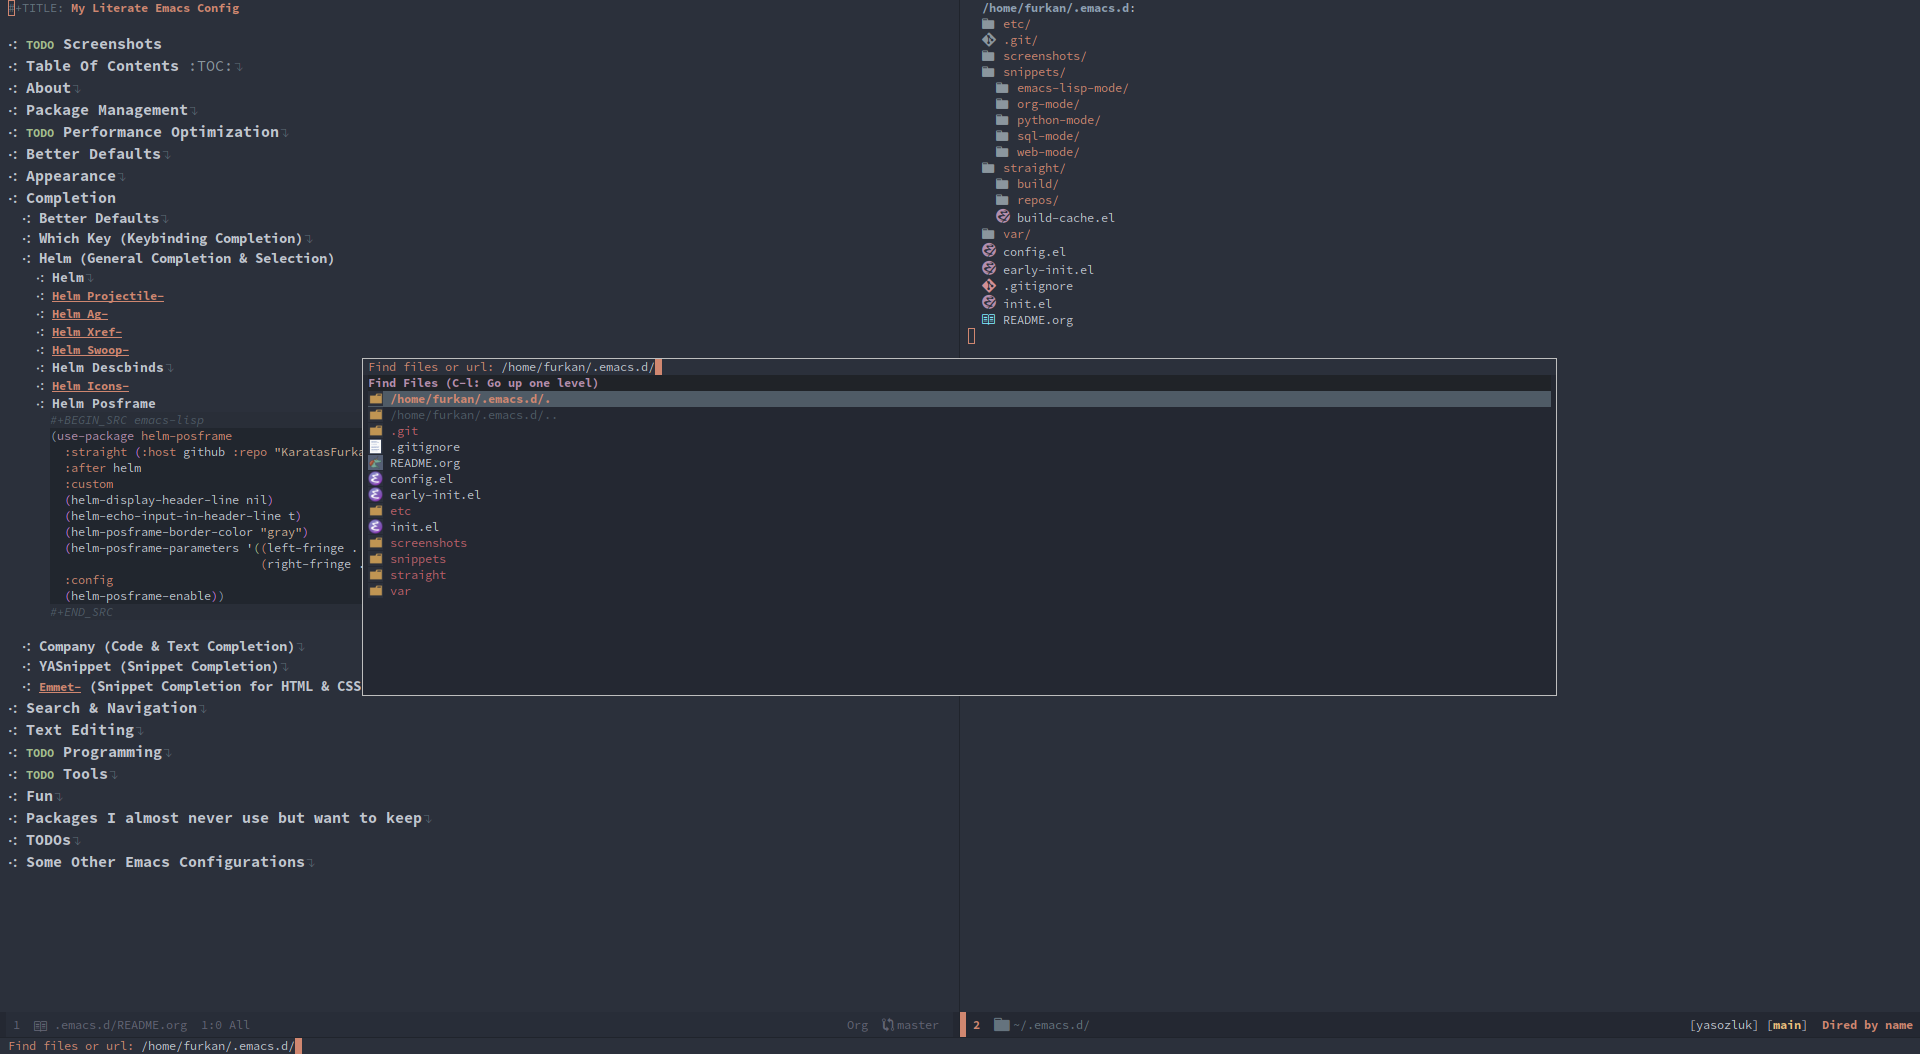 #+TITLE: My Literate Emacs Config
·: TODO Screenshots
·: Table Of Contents :TOC:⤵
·: About⤵
·: Package Management⤵
·: TODO Performance Optimization⤵
·: Better Defaults⤵
·: Appearance⤵
·: Completion
·: Better Defaults⤵
·: Which Key (Keybinding Completion)⤵
·: Helm (General Completion & Selection)
·: Helm⤵
·: Helm Projectile⤵
·: Helm Ag⤵
·: Helm Xref⤵
·: Helm Swoop⤵
·: Helm Descbinds⤵
·: Helm Icons⤵
·: Helm Posframe
#+BEGIN_SRC emacs-lisp
(use-package helm-posframe
:straight (:host github :repo "KaratasFurka
:after helm
:custom
(helm-display-header-line nil)
(helm-echo-input-in-header-line t)
(helm-posframe-border-color "gray")
(helm-posframe-parameters '((left-fringe .
(right-fringe .
:config
(helm-posframe-enable))
#+END_SRC
·: Company (Code & Text Completion)⤵
·: YASnippet (Snippet Completion)⤵
·: Emmet⤵ (Snippet Completion for HTML & CSS
·: Search & Navigation⤵
·: Text Editing⤵
·: TODO Programming⤵
·: TODO Tools⤵
·: Fun⤵
·: Packages I almost never use but want to keep⤵
·: TODOs⤵
·: Some Other Emacs Configurations⤵
/home/furkan/.emacs.d:
etc/
.git/
screenshots/
snippets/
emacs-lisp-mode/
org-mode/
python-mode/
sql-mode/
web-mode/
straight/
build/
repos/
build-cache.el
var/
config.el
early-init.el
.gitignore
init.el
README.org
Find files or url: /home/furkan/.emacs.d/
Find Files (C-l: Go up one level)
/home/furkan/.emacs.d/.
/home/furkan/.emacs.d/..
.git
.gitignore
README.org
config.el
early-init.el
etc
init.el
screenshots
snippets
straight
var
1 .emacs.d/README.org 1:0 All Org master
2 ~/.emacs.d/ [yasozluk] [main] Dired by name
Find files or url: /home/furkan/.emacs.d/